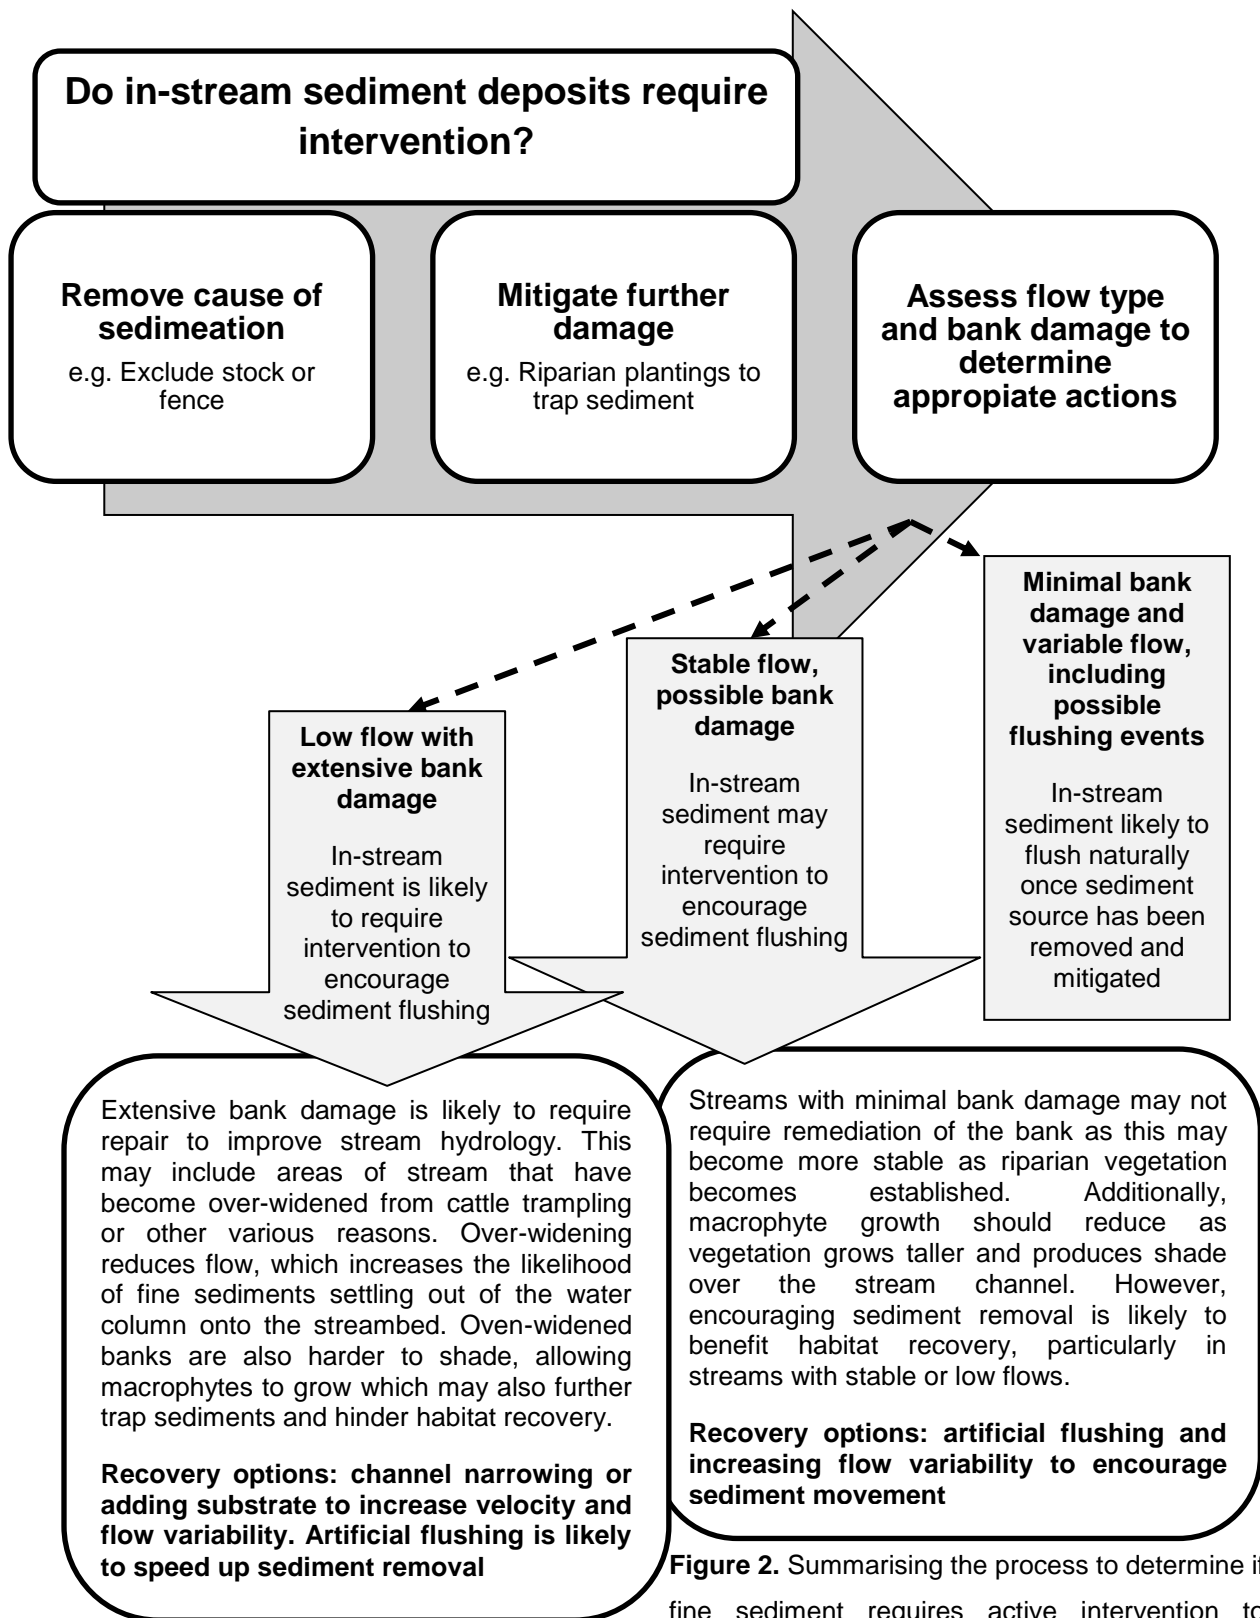 Do in-stream sediment deposits require
intervention?
Remove cause of
sedimeation
e.g. Exclude stock or
fence
Mitigate further
damage
e.g. Riparian plantings to
trap sediment
Assess flow type
and bank damage to
determine
appropiate actions
Low flow with
extensive bank
damage
In-stream
sediment is likely
to require
intervention to
encourage
sediment flushing
Stable flow,
possible bank
damage
In-stream
sediment may
require
intervention to
encourage
sediment flushing
Minimal bank
damage and
variable flow,
including
possible
flushing events
In-stream
sediment likely to
flush naturally
once sediment
source has been
removed and
mitigated
Extensive bank damage is likely to require
repair to improve stream hydrology. This
may include areas of stream that have
become over-widened from cattle trampling
or other various reasons. Over-widening
reduces flow, which increases the likelihood
of fine sediments settling out of the water
column onto the streambed. Oven-widened
banks are also harder to shade, allowing
macrophytes to grow which may also further
trap sediments and hinder habitat recovery.
Recovery options: channel narrowing or
adding substrate to increase velocity and
flow variability. Artificial flushing is likely
to speed up sediment removal
Streams with minimal bank damage may not
require remediation of the bank as this may
become more stable as riparian vegetation
becomes established. Additionally,
macrophyte growth should reduce as
vegetation grows taller and produces shade
over the stream channel. However,
encouraging sediment removal is likely to
benefit habitat recovery, particularly in
streams with stable or low flows.
Recovery options: artificial flushing and
increasing flow variability to encourage
sediment movement
Figure 2. Summarising the process to determine if
fine sediment requires active intervention to